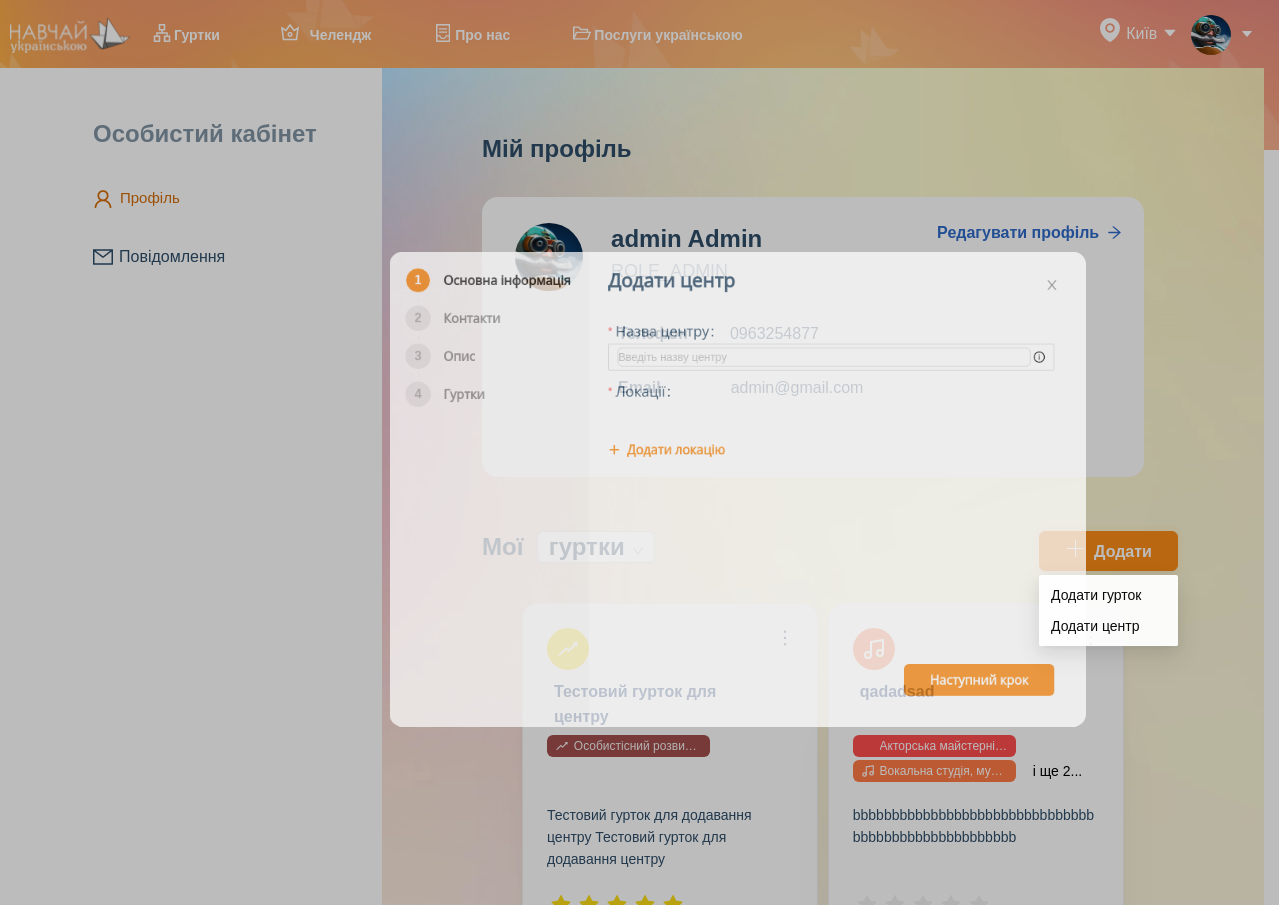 НАВЧАЙ
українською
Гуртки
Челендж
Про нас
Послуги українською
Київ
Особистий кабінет
Профіль
Повідомлення
Мій профіль
admin Admin
Редагувати профіль
ROLE_ADMIN
1 Основна інформація
2 Контакти
3 Опис
4 Гуртки
Додати центр
* Назва центру:
Телефон 0963254877
Введіть назву центру
Email admin@gmail.com
* Локації:
+ Додати локацію
Мої гуртки
+ Додати
Додати гурток
Додати центр
Наступний крок
Тестовий гурток для
центру
Особистісний розви...
Тестовий гурток для додавання
центру Тестовий гурток для
додавання центру
qadadsad
Акторська майстерні...
Вокальна студія, му...
і ще 2...
bbbbbbbbbbbbbbbbbbbbbbbbbbbbbbb
bbbbbbbbbbbbbbbbbbbbb